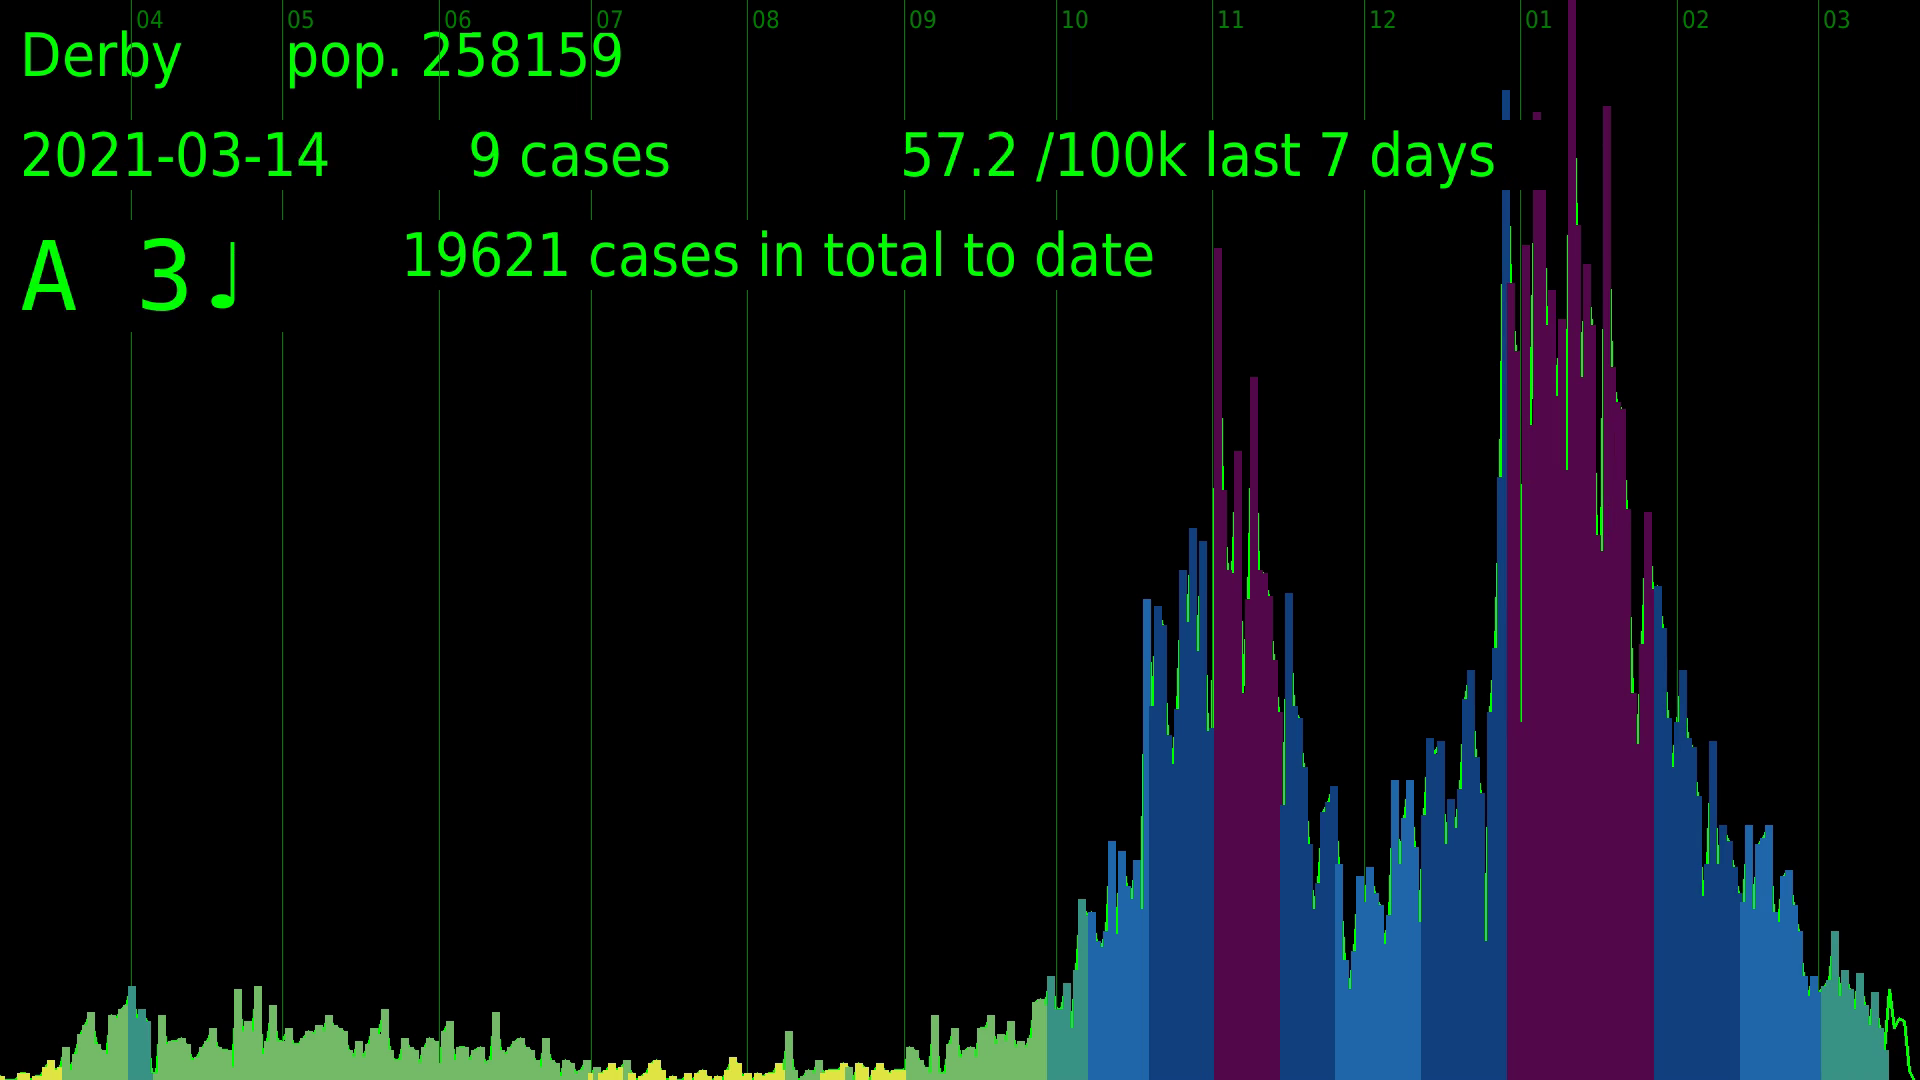 04 05 06 07 08 09 10 11 12 01 02 03
Derby pop. 258159
2021-03-14 9 cases 57.2 /100k last 7 days
A 3♩ 19621 cases in total to date